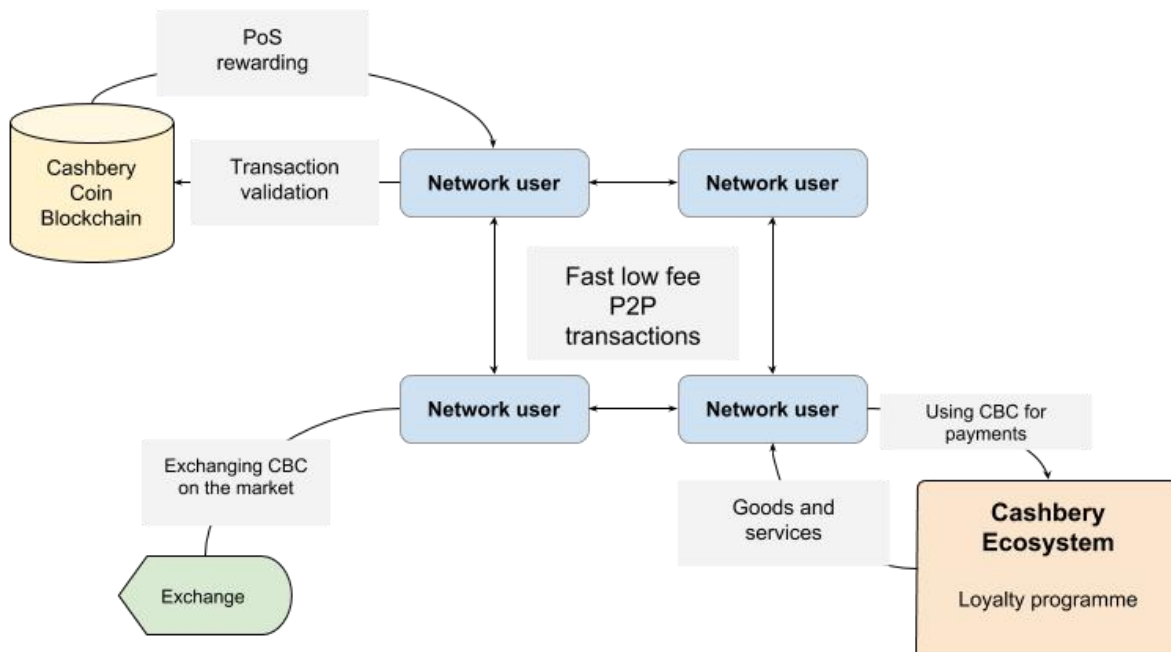 PoS
rewarding
Cashbery
Coin
Blockchain
Transaction
validation
Network user
Network user
Fast low fee
P2P
transactions
Network user
Network user
Using CBC for
payments
Exchanging CBC
on the market
Goods and
services
Cashbery
Ecosystem
Loyalty programme
Exchange